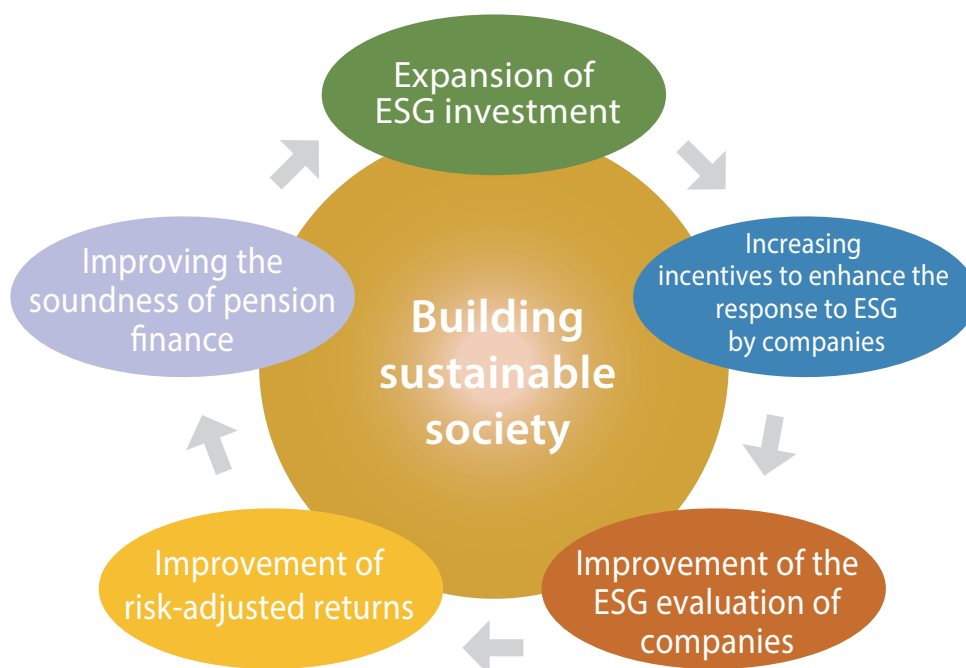 Expansion of
ESG investment
Increasing
incentives to enhance the
response to ESG
by companies
Improvement of the
ESG evaluation of
companies
Improvement of
risk-adjusted returns
Improving the
soundness of pension
finance
Building
sustainable
society